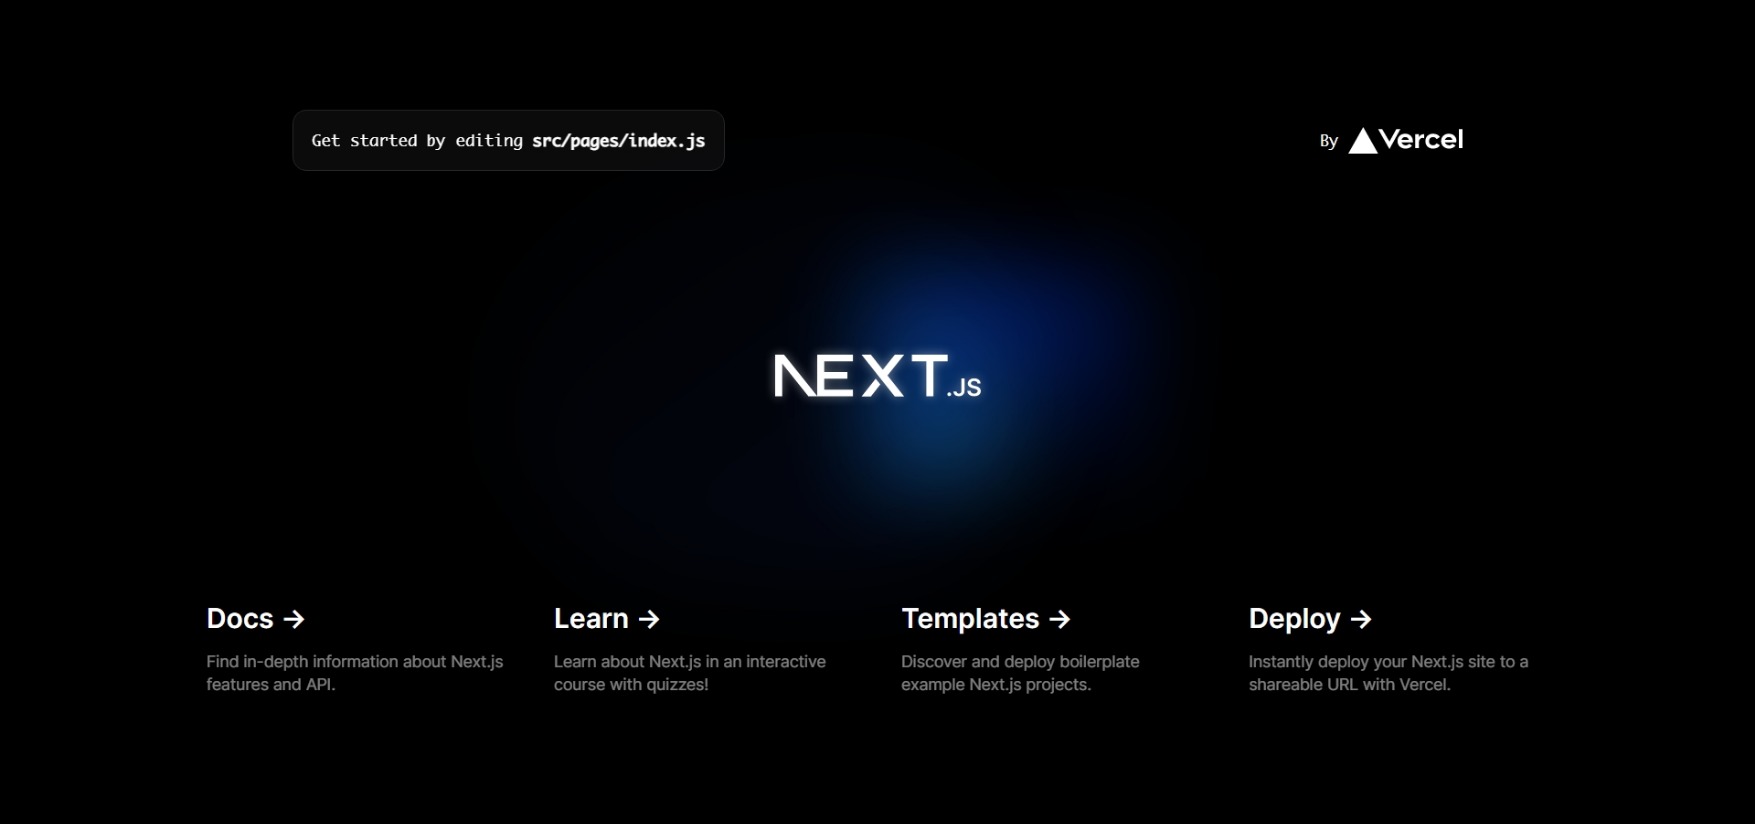 Get started by editing src/pages/index.js
By Vercel
NEXT.JS
Docs →
Find in-depth information about Next.js
features and API.
Learn →
Learn about Next.js in an interactive
course with quizzes!
Templates →
Discover and deploy boilerplate
example Next.js projects.
Deploy →
Instantly deploy your Next.js site to a
shareable URL with Vercel.